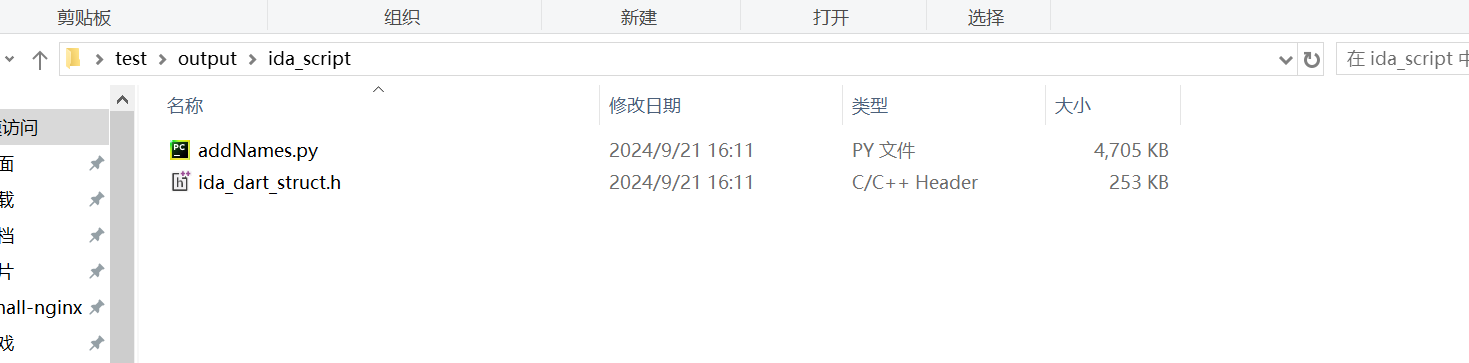 剪贴板 组织 新建 打开 选择
test output ida_script 在 ida_script 中
名称 修改日期 类型 大小
访问
addNames.py 2024/9/21 16:11 PY 文件 4,705 KB
面
ida_dart_struct.h 2024/9/21 16:11 C/C++ Header 253 KB
载
档
片
nall-nginx
戏